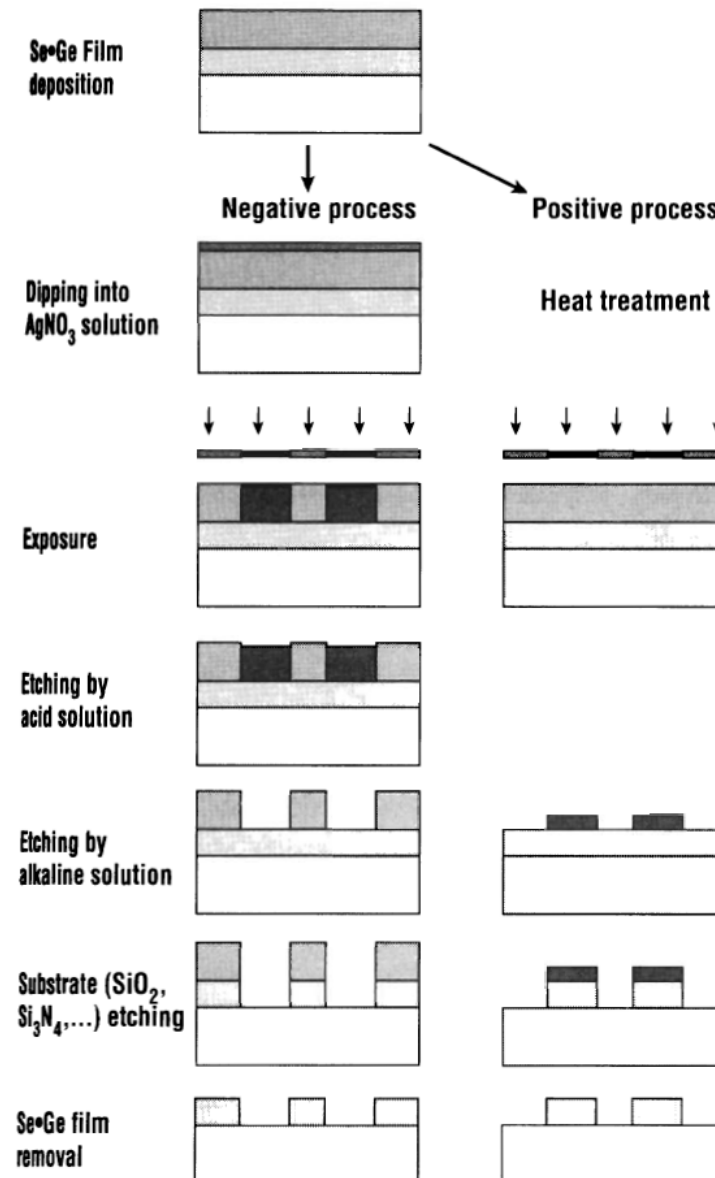 Se•Ge Film
deposition
Negative process
Positive process
Dipping into
AgNO₃ solution
Heat treatment
Exposure
Etching by
acid solution
Etching by
alkaline solution
Substrate (SiO₂,
Si₃N₄,...) etching
Se•Ge film
removal